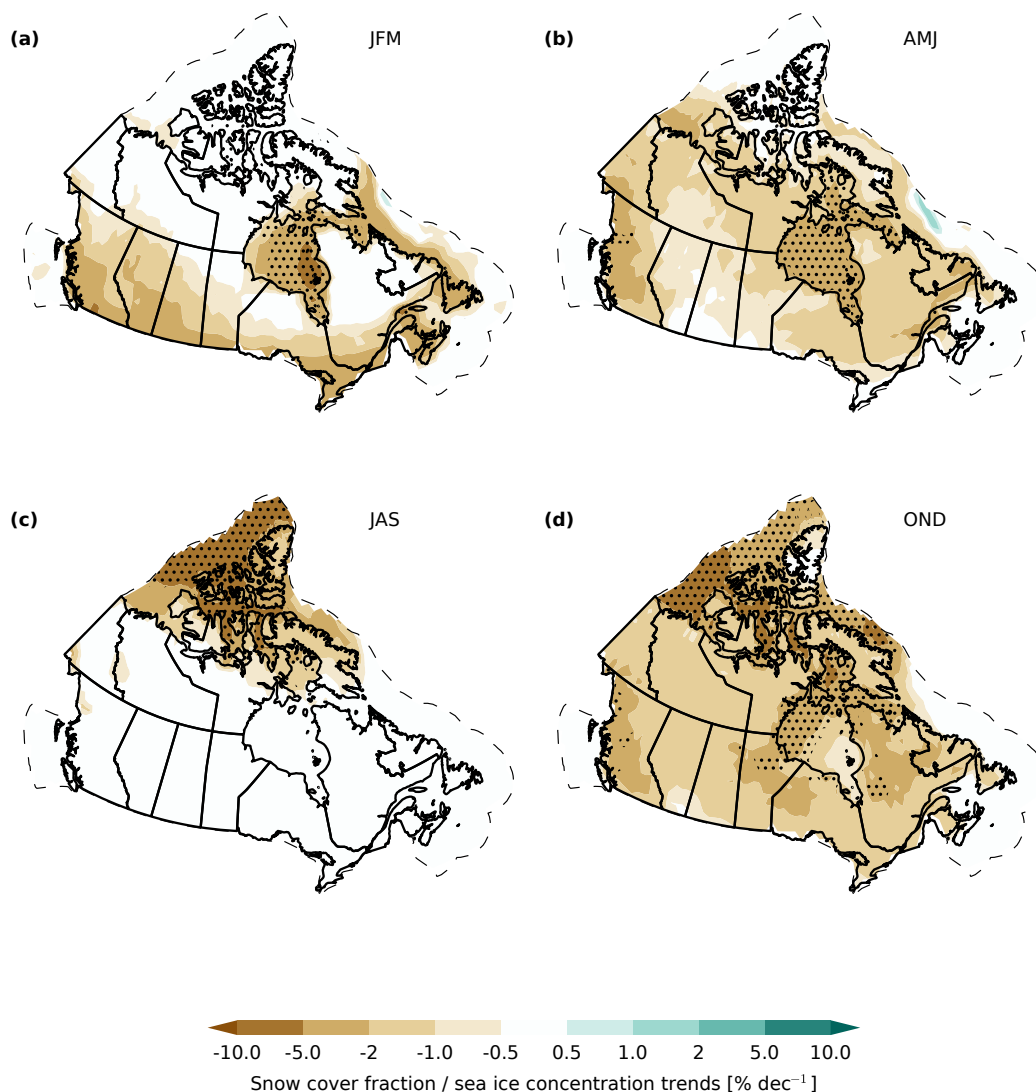 (a) JFM
(b) AMJ
(c) JAS
(d) OND
-10.0 -5.0 -2 -1.0 -0.5 0.5 1.0 2 5.0 10.0
Snow cover fraction / sea ice concentration trends [% dec⁻¹]